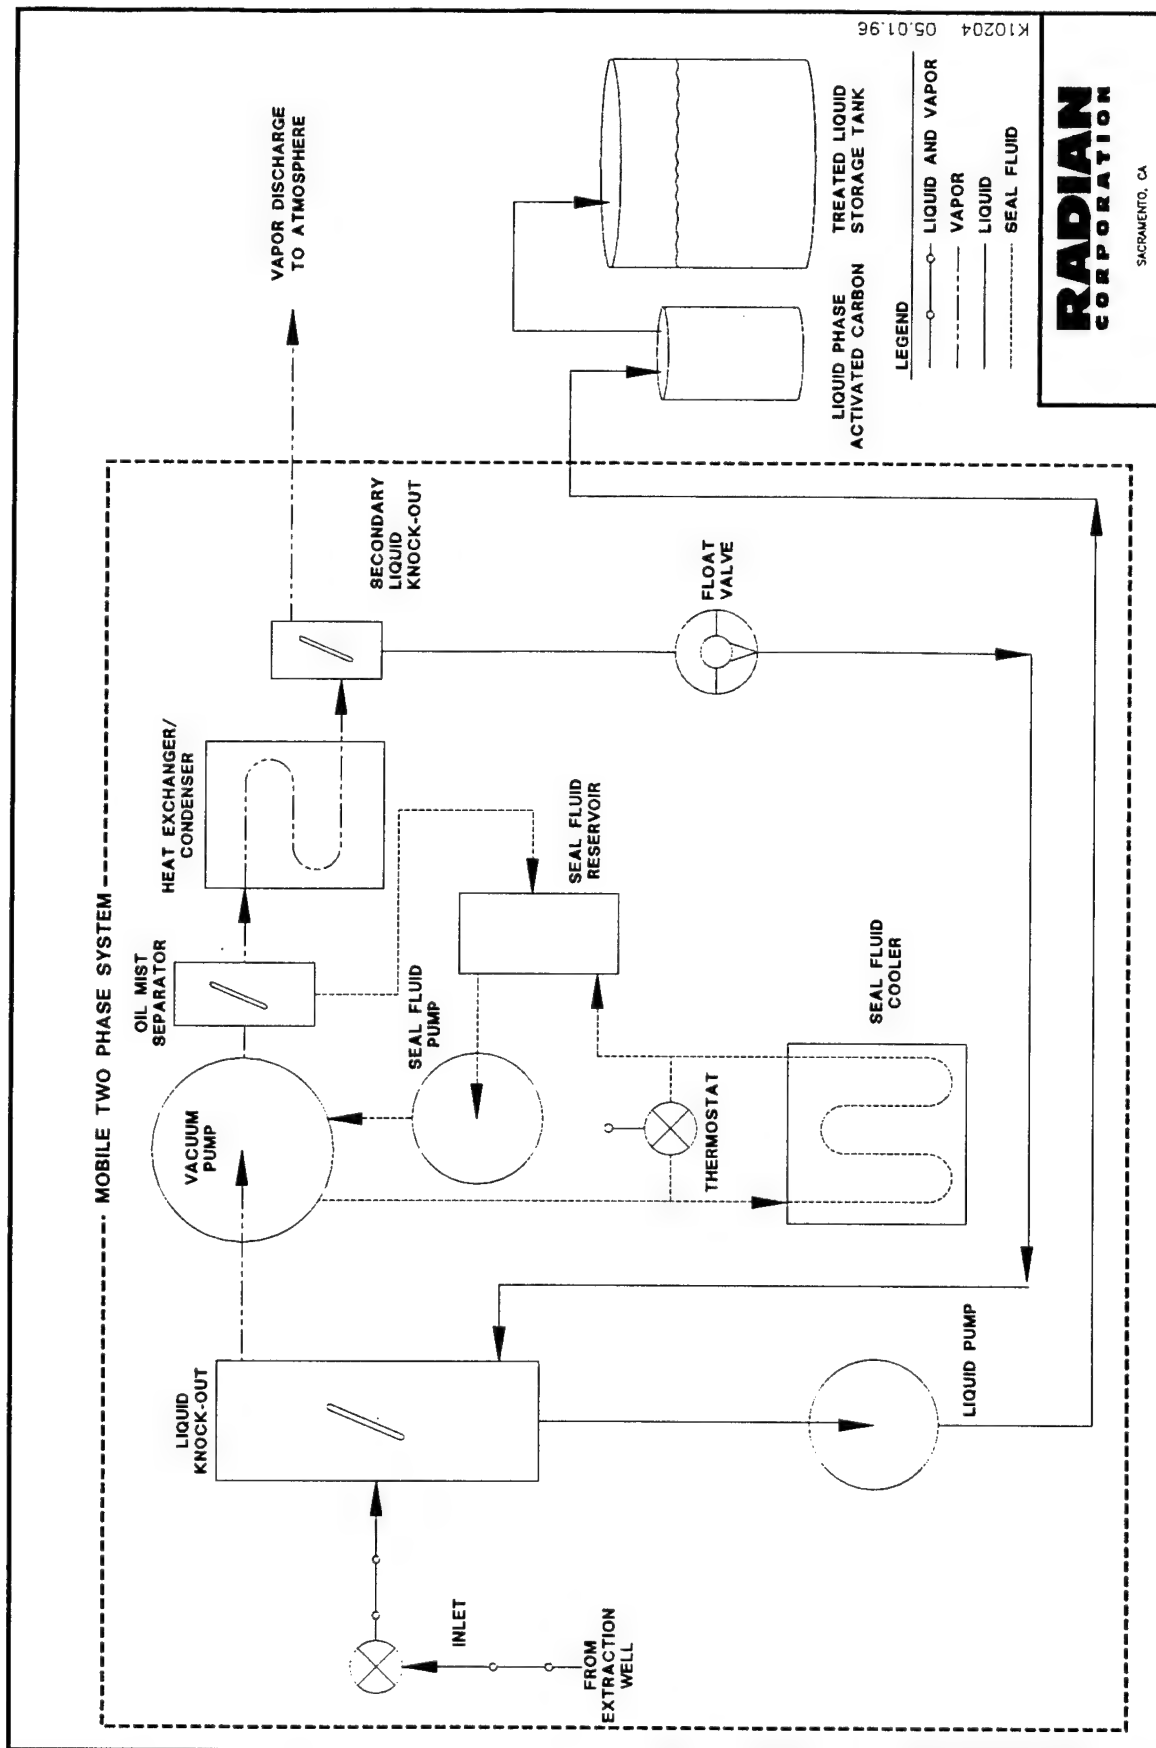 MOBILE TWO PHASE SYSTEM
FROM
EXTRACTION
WELL
INLET
LIQUID
KNOCK-OUT
VACUUM
PUMP
OIL MIST
SEPARATOR
HEAT EXCHANGER/
CONDENSER
SECONDARY
LIQUID
KNOCK-OUT
VAPOR DISCHARGE
TO ATMOSPHERE
SEAL FLUID
PUMP
SEAL FLUID
RESERVOIR
THERMOSTAT
SEAL FLUID
COOLER
FLOAT
VALVE
LIQUID PUMP
LIQUID PHASE
ACTIVATED CARBON
TREATED LIQUID
STORAGE TANK
LEGEND
LIQUID AND VAPOR
VAPOR
LIQUID
SEAL FLUID
K10204 05.01.96
RADIAN
CORPORATION
SACRAMENTO, CA